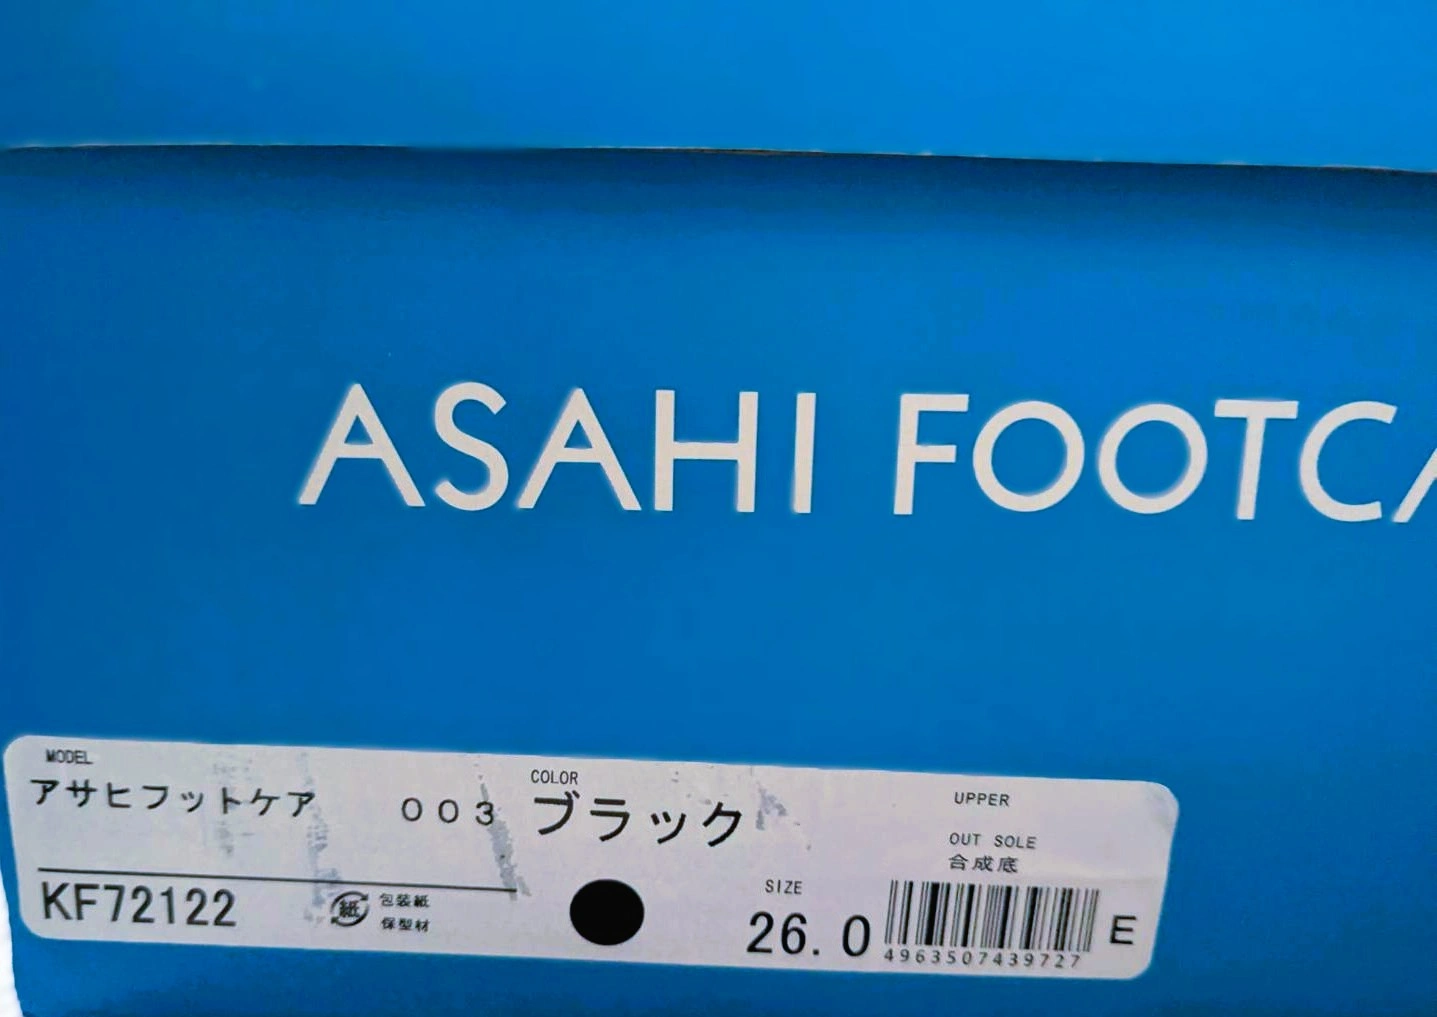 ASAHI FOOTCA
MODEL
アサヒフットケア 003
KF72122
紙
包装紙
保型材
COLOR
ブラック
SIZE
26.0
UPPER
OUT SOLE
合成底
4963507439727
E